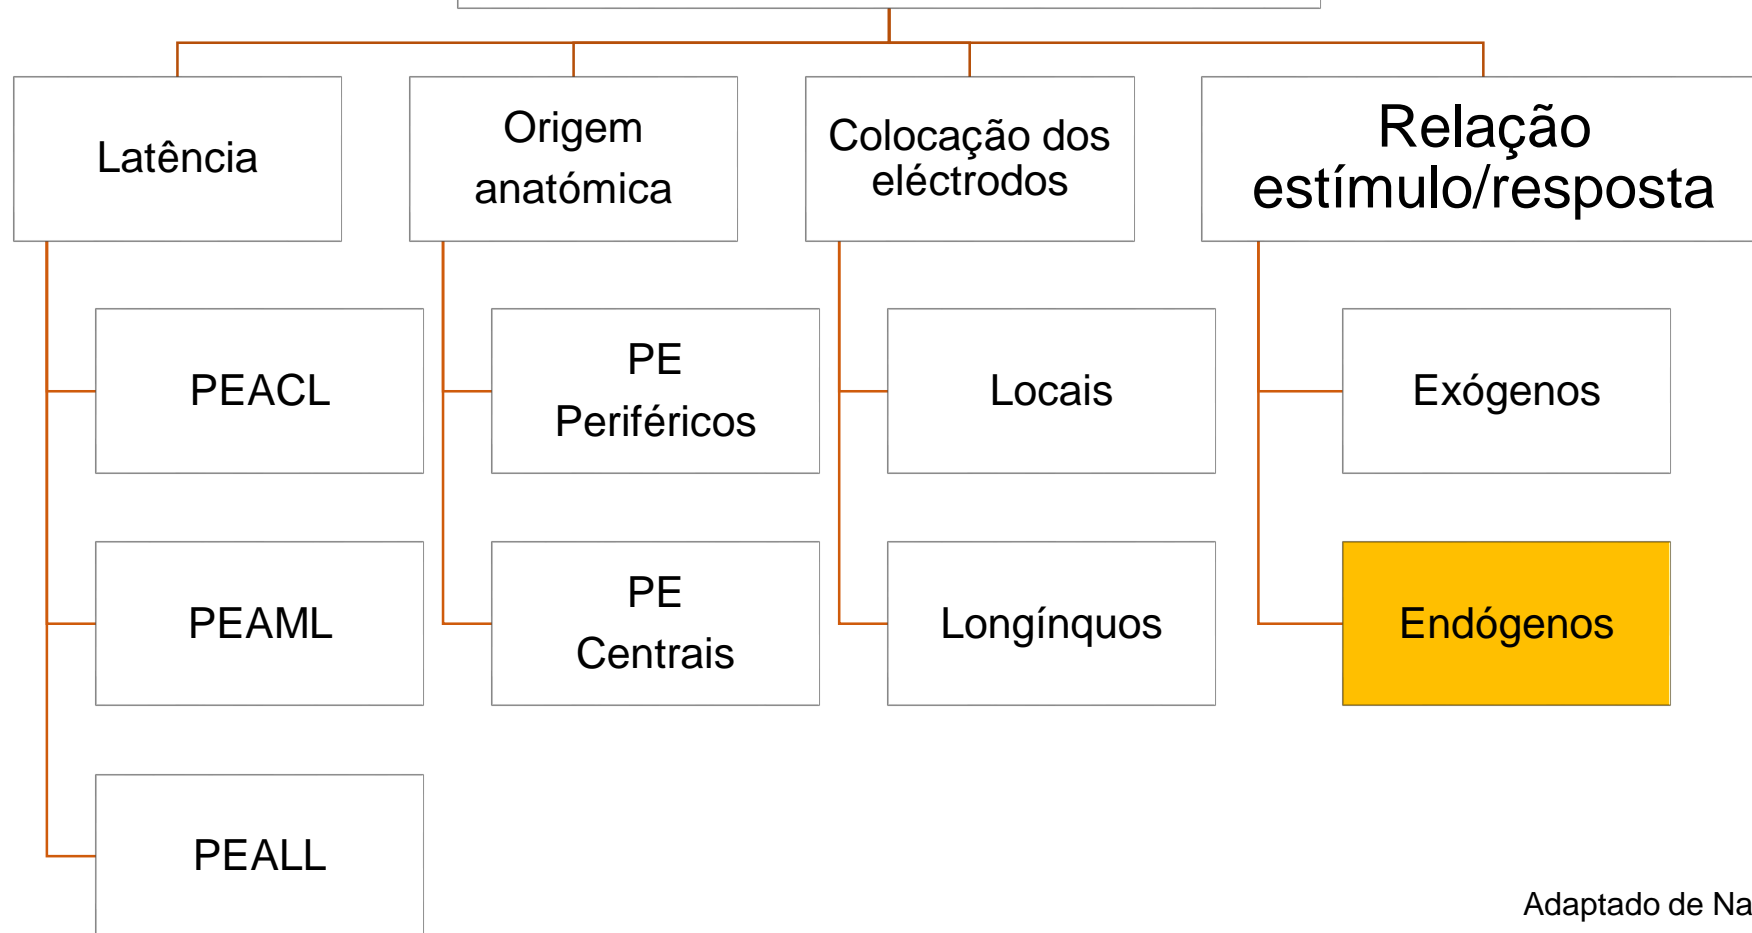 Latência
Origem
anatómica
Colocação dos
eléctrodos
Relação
estímulo/resposta
PEACL
PE
Periféricos
Locais
Exógenos
PEAML
PE
Centrais
Longínquos
Endógenos
PEALL
Adaptado de Na